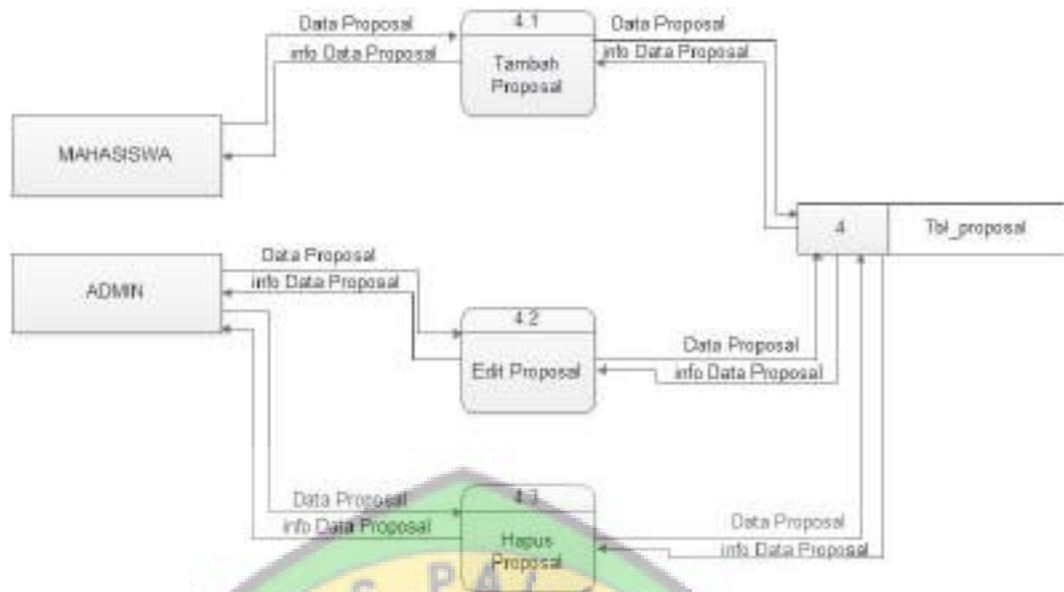 Data Proposal
info Data Proposal
4.1
Tambah
Proposal
Data Proposal
info Data Proposal
MAHASISWA
4
Tbl_proposal
ADMIN
Data Proposal
info Data Proposal
4.2
Edit Proposal
Data Proposal
info Data Proposal
Data Proposal
info Data Proposal
4.3
Hapus
Proposal
Data Proposal
info Data Proposal